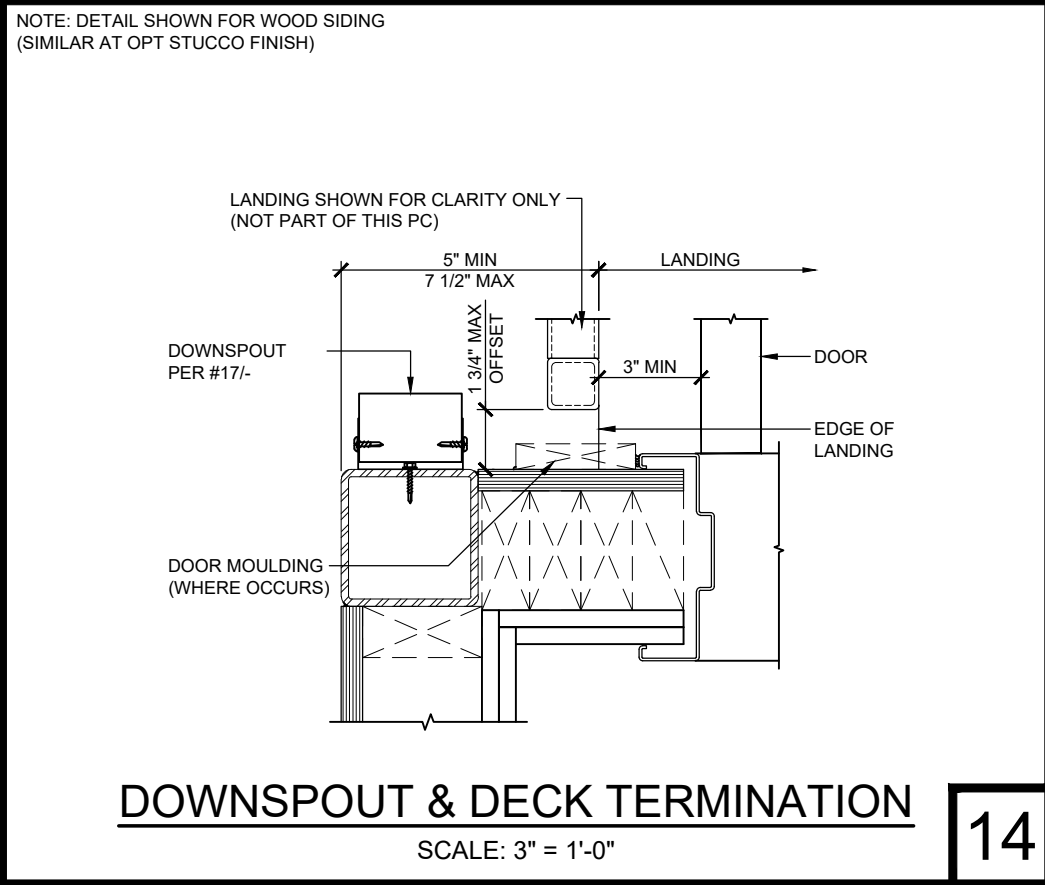 NOTE: DETAIL SHOWN FOR WOOD SIDING
(SIMILAR AT OPT STUCCO FINISH)
LANDING SHOWN FOR CLARITY ONLY
(NOT PART OF THIS PC)
5" MIN
7 1/2" MAX
LANDING
1 3/4" MAX
OFFSET
DOWNSPOUT
PER #17/-
3" MIN
DOOR
EDGE OF
LANDING
DOOR MOULDING
(WHERE OCCURS)
DOWNSPOUT & DECK TERMINATION
SCALE: 3" = 1'-0"
14